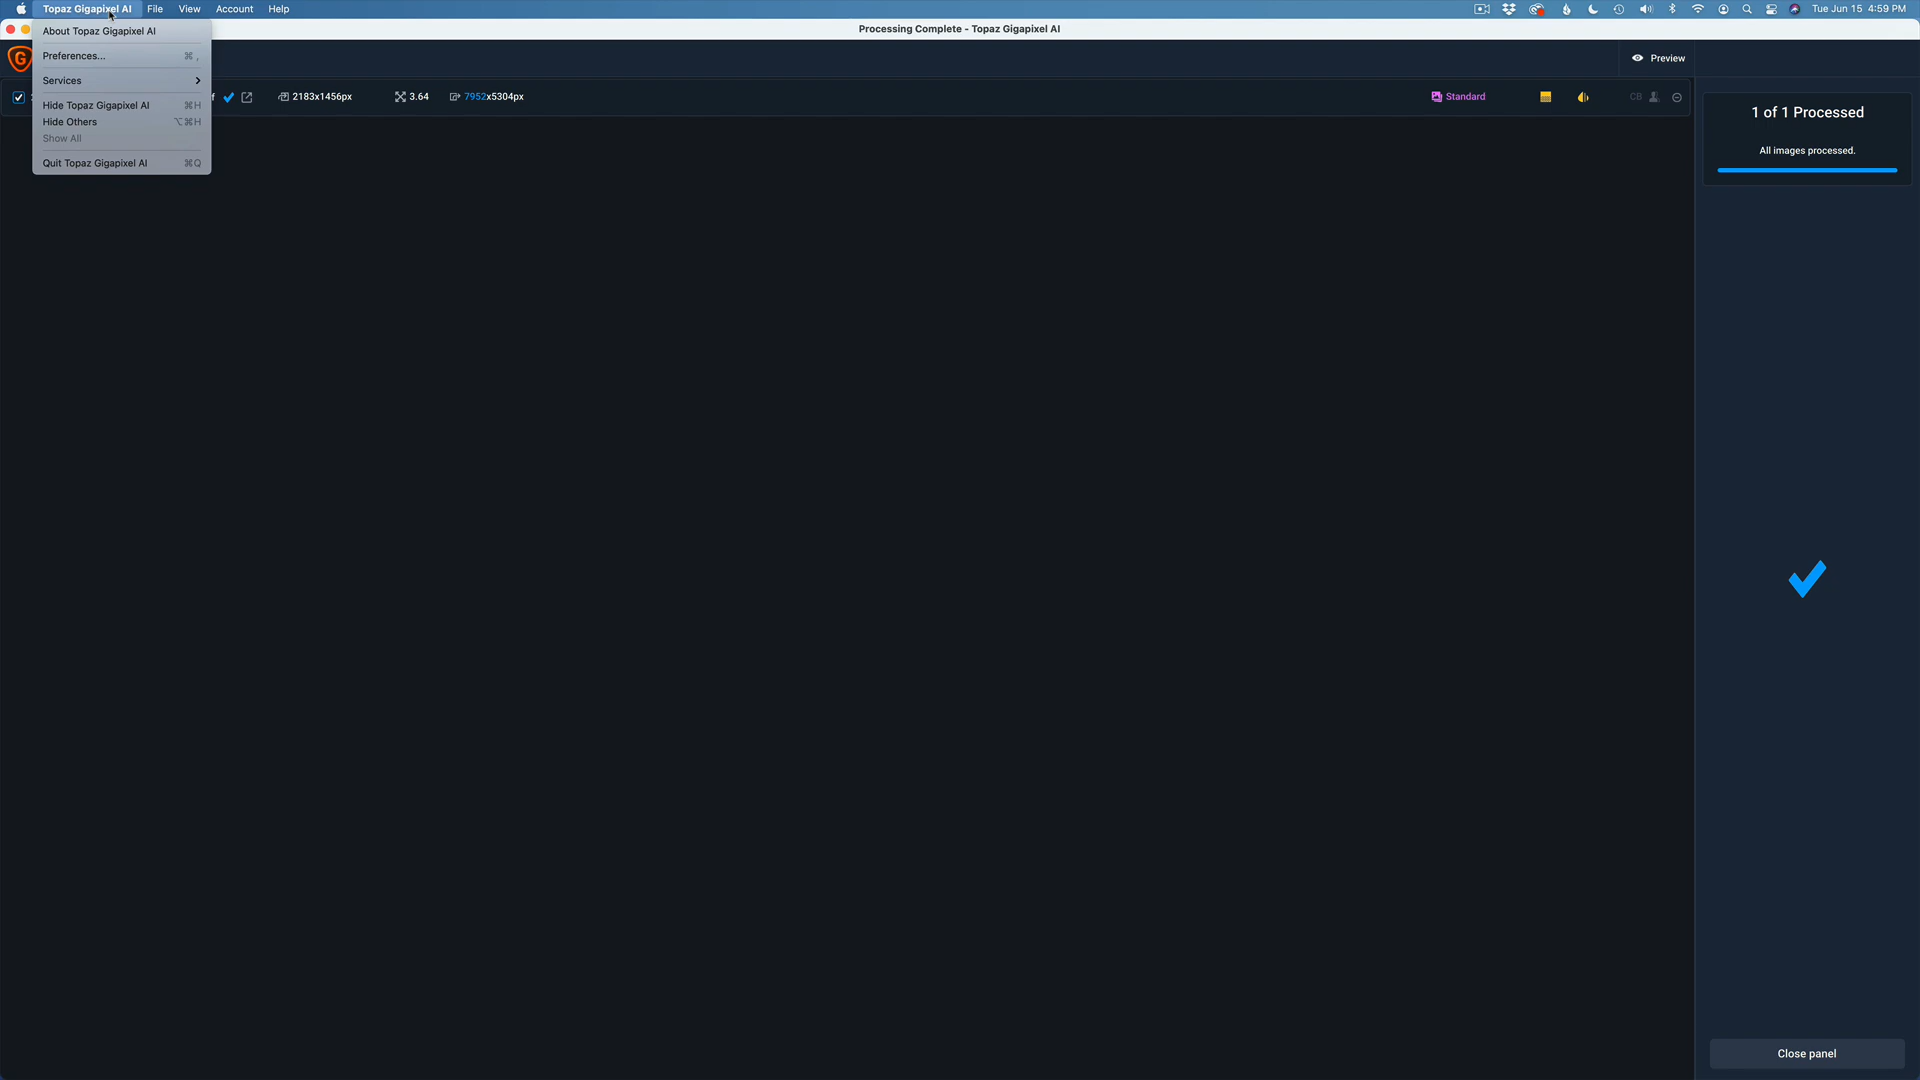 Topaz Gigapixel AI File View Account Help Tue Jun 15 4:59 PM
Processing Complete - Topaz Gigapixel AI
About Topaz Gigapixel AI
Preferences... ⌘ ,
Services
Hide Topaz Gigapixel AI ⌘H
Hide Others ⌥⌘H
Show All
Quit Topaz Gigapixel AI ⌘Q
G
Preview
f 2183x1456px 3.64 7952x5304px Standard CB
1 of 1 Processed
All images processed.
Close panel